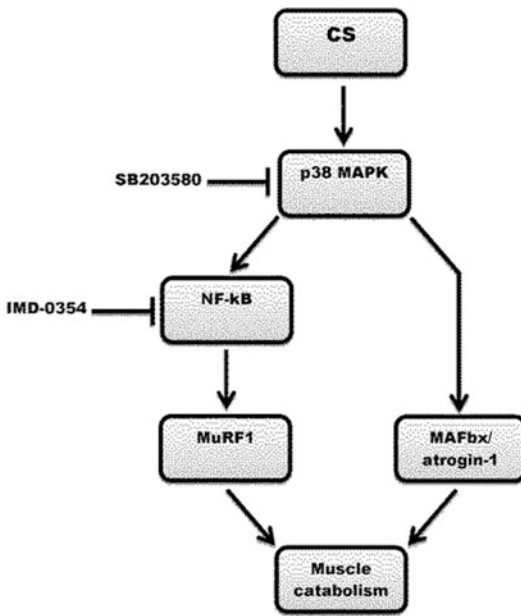 CS
p38 MAPK
SB203580
NF-kB
IMD-0354
MuRF1
MAFbx/
atrogin-1
Muscle
catabolism